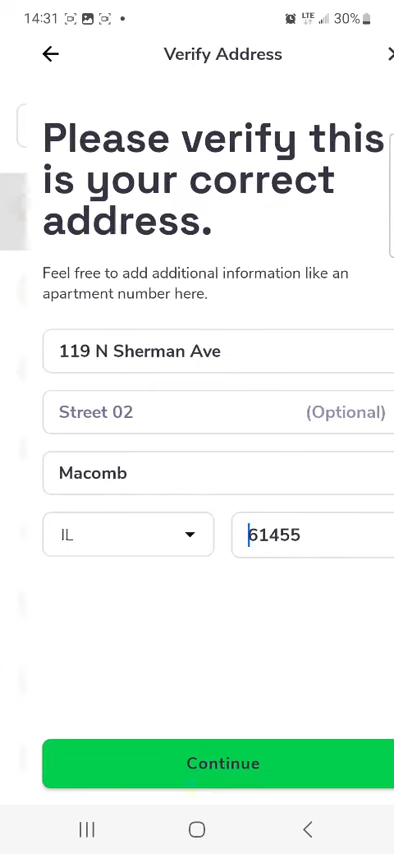 14:31 LTE 30%
Verify Address
Please verify this
is your correct
address.
Feel free to add additional information like an
apartment number here.
119 N Sherman Ave
Street 02 (Optional)
Macomb
IL 61455
Continue